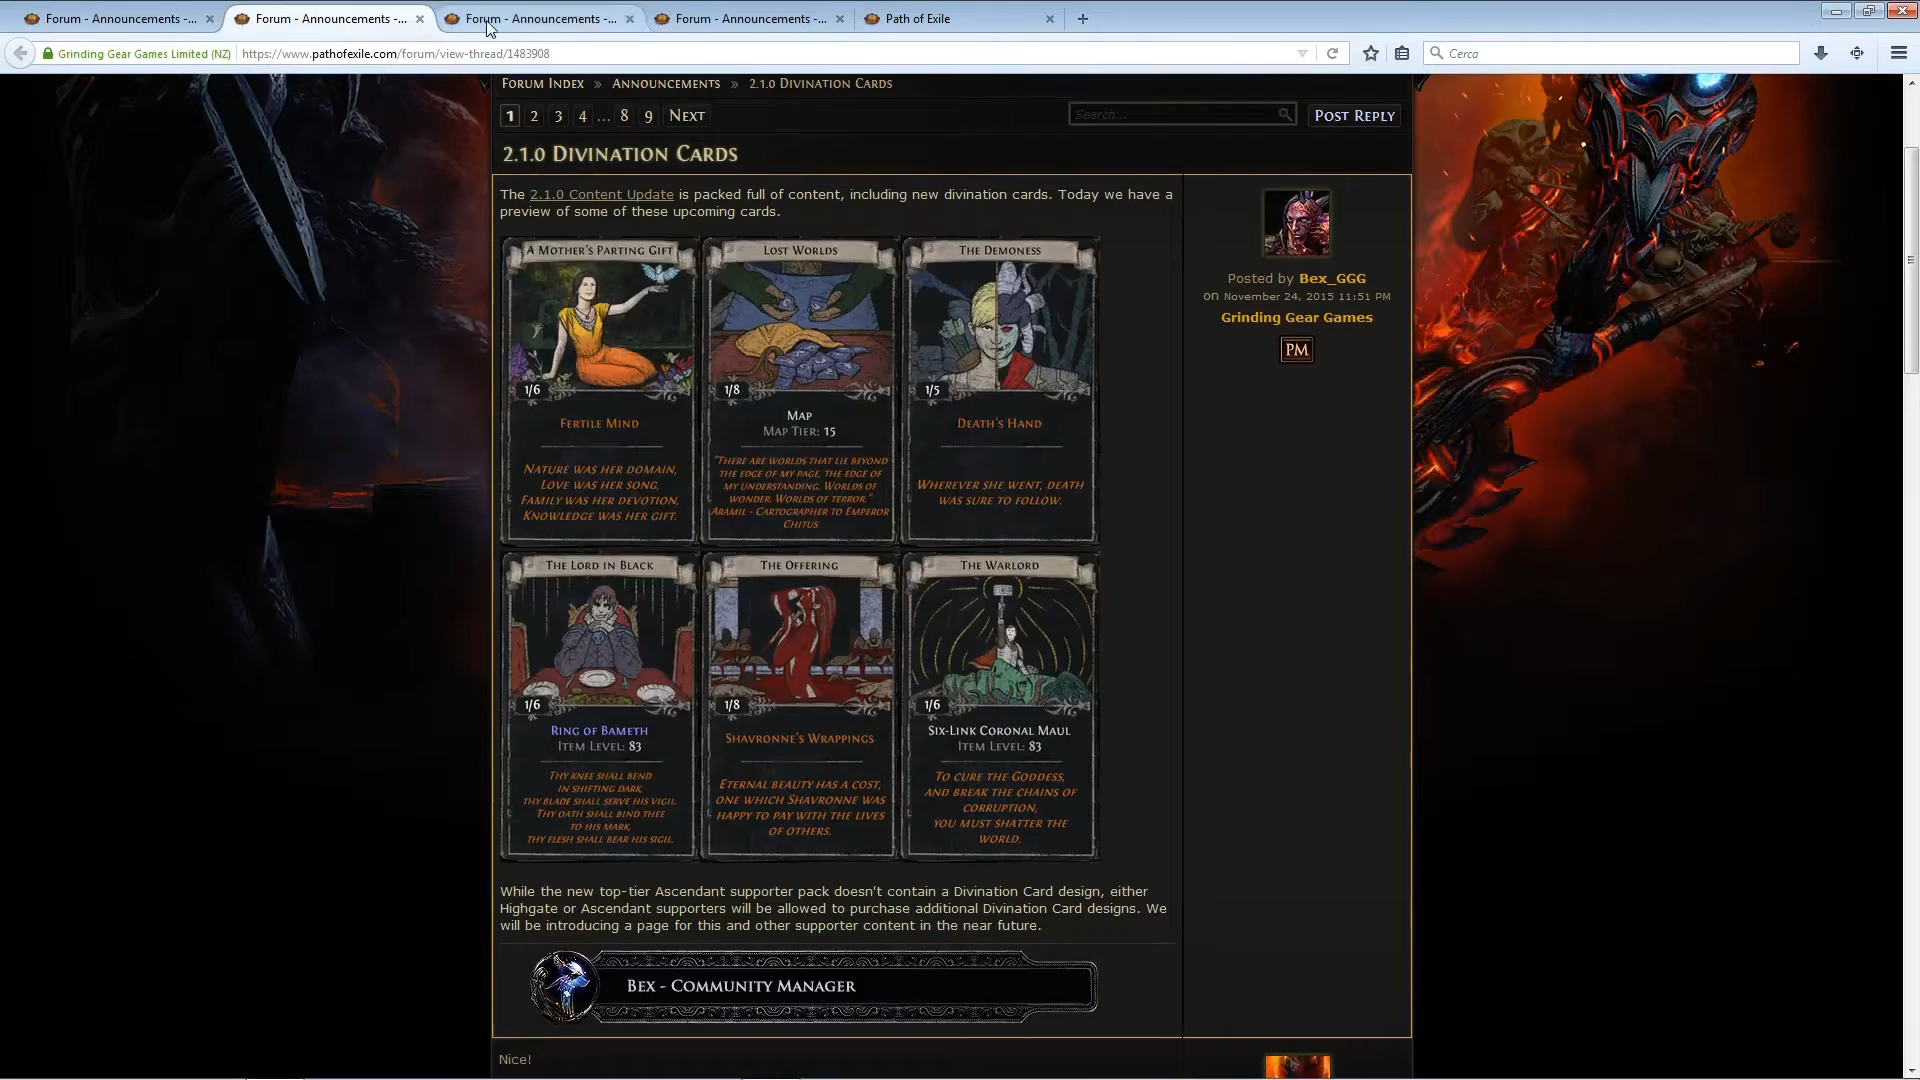 Forum - Announcements -...
Forum - Announcements -...
Forum - Announcements -...
Forum - Announcements -...
Path of Exile
Grinding Gear Games Limited (NZ)
https://www.pathofexile.com/forum/view-thread/1483908
Cerca
Forum Index » Announcements » 2.1.0 Divination Cards
1 2 3 4 ... 8 9 Next
Search...
Post Reply
2.1.0 Divination Cards
The 2.1.0 Content Update is packed full of content, including new divination cards. Today we have a
preview of some of these upcoming cards.
A Mother's Parting Gift
1/6
Fertile Mind
Nature was her domain,
Love was her song,
Family was her devotion,
Knowledge was her gift.
Lost Worlds
1/8
Map
Map Tier: 15
"There are worlds that lie beyond
the edge of my page, the edge of
my understanding. Worlds of
wonder. Worlds of terror."
Aramil - Cartographer to Emperor
Chitus
The Demoness
1/5
Death's Hand
Wherever she went, death
was sure to follow.
The Lord in Black
1/6
Ring of Bameth
Item Level: 83
Thy knee shall bend
in shifting dark,
Thy blade shall serve his vigil.
Thy oath shall bind thee
to his mark,
Thy flesh shall bear his sigil.
The Offering
1/8
Shavronne's Wrappings
Eternal beauty has a cost,
one which Shavronne was
happy to pay with the lives
of others.
The Warlord
1/6
Six-Link Coronal Maul
Item Level: 83
To cure the Goddess,
and break the chains of
corruption,
you must shatter the
world.
Posted by Bex_GGG
on November 24, 2015 11:51 PM
Grinding Gear Games
PM
While the new top-tier Ascendant supporter pack doesn't contain a Divination Card design, either
Highgate or Ascendant supporters will be allowed to purchase additional Divination Card designs. We
will be introducing a page for this and other supporter content in the near future.
Bex - Community Manager
Nice!